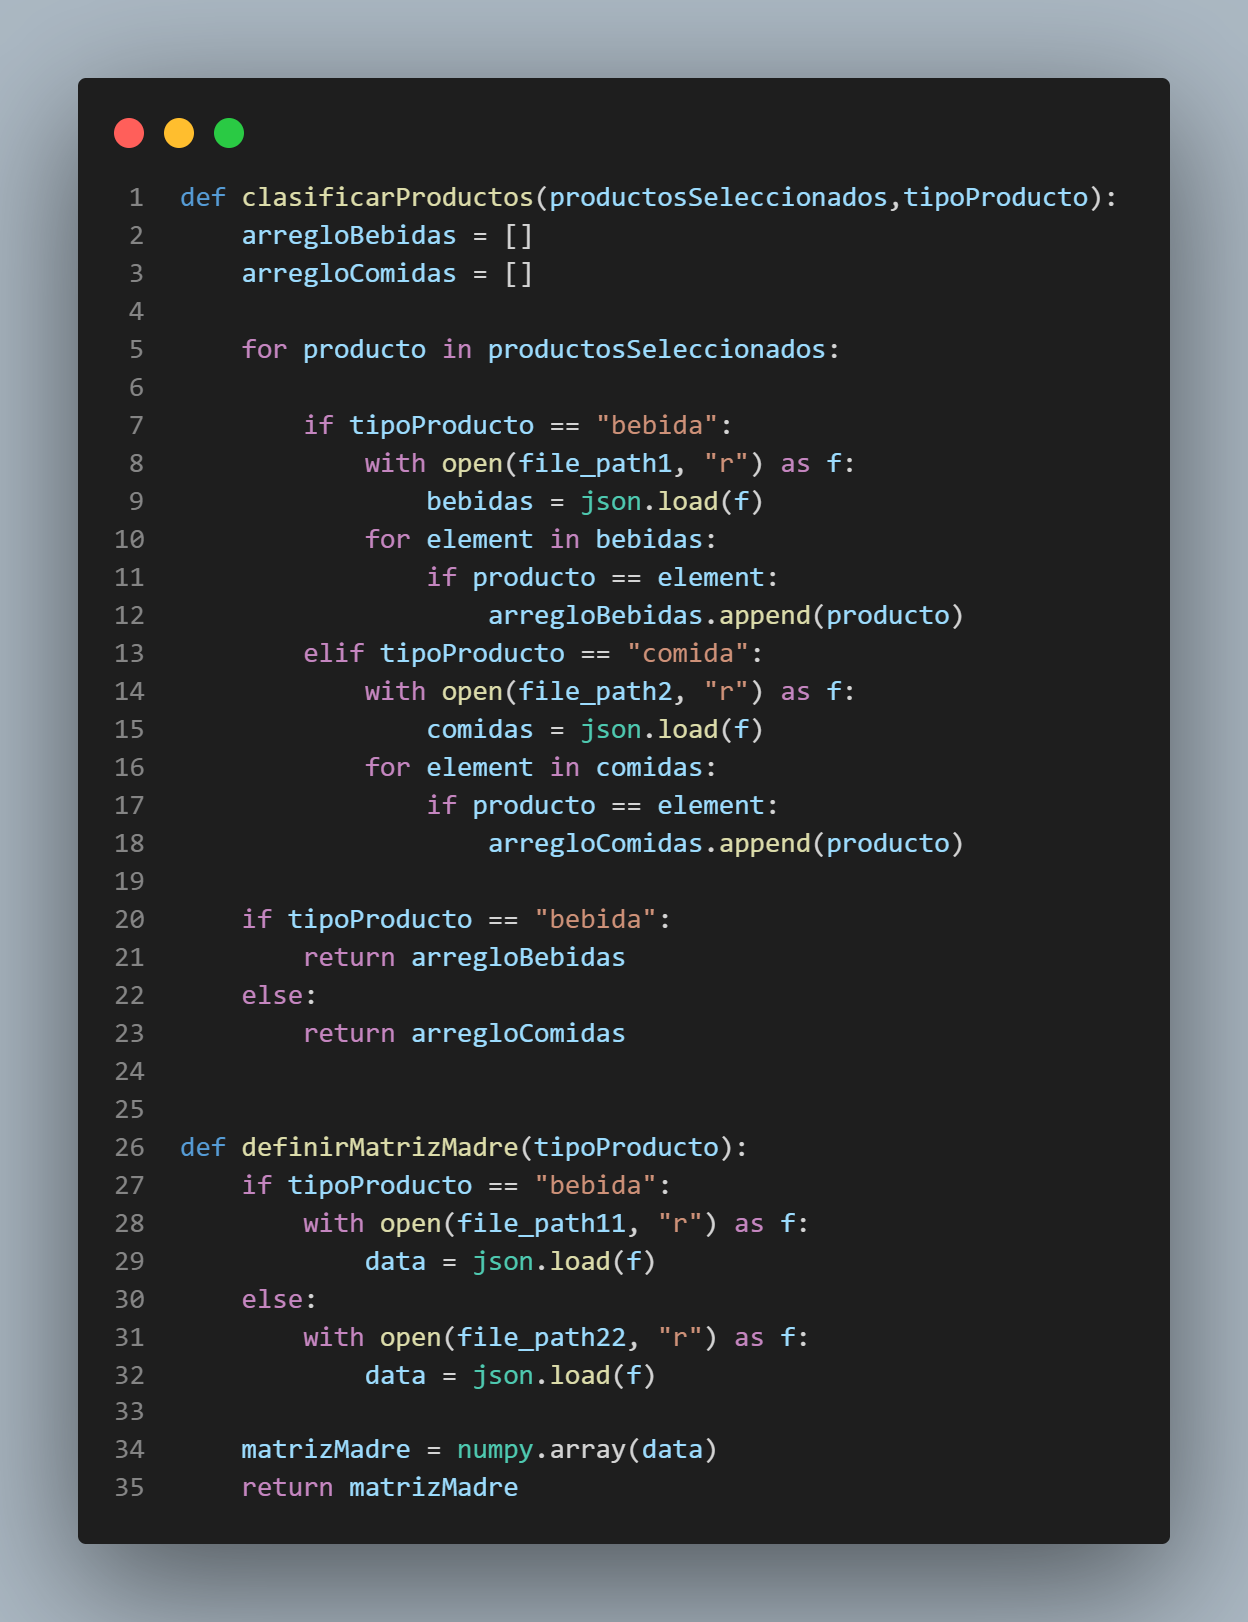 1 def clasificarProductos(productosSeleccionados,tipoProducto):
2     arregloBebidas = []
3     arregloComidas = []
4
5     for producto in productosSeleccionados:
6
7         if tipoProducto == "bebida":
8             with open(file_path1, "r") as f:
9                 bebidas = json.load(f)
10             for element in bebidas:
11                 if producto == element:
12                     arregloBebidas.append(producto)
13         elif tipoProducto == "comida":
14             with open(file_path2, "r") as f:
15                 comidas = json.load(f)
16             for element in comidas:
17                 if producto == element:
18                     arregloComidas.append(producto)
19
20     if tipoProducto == "bebida":
21         return arregloBebidas
22     else:
23         return arregloComidas
24
25
26 def definirMatrizMadre(tipoProducto):
27     if tipoProducto == "bebida":
28         with open(file_path11, "r") as f:
29             data = json.load(f)
30     else:
31         with open(file_path22, "r") as f:
32             data = json.load(f)
33
34     matrizMadre = numpy.array(data)
35     return matrizMadre